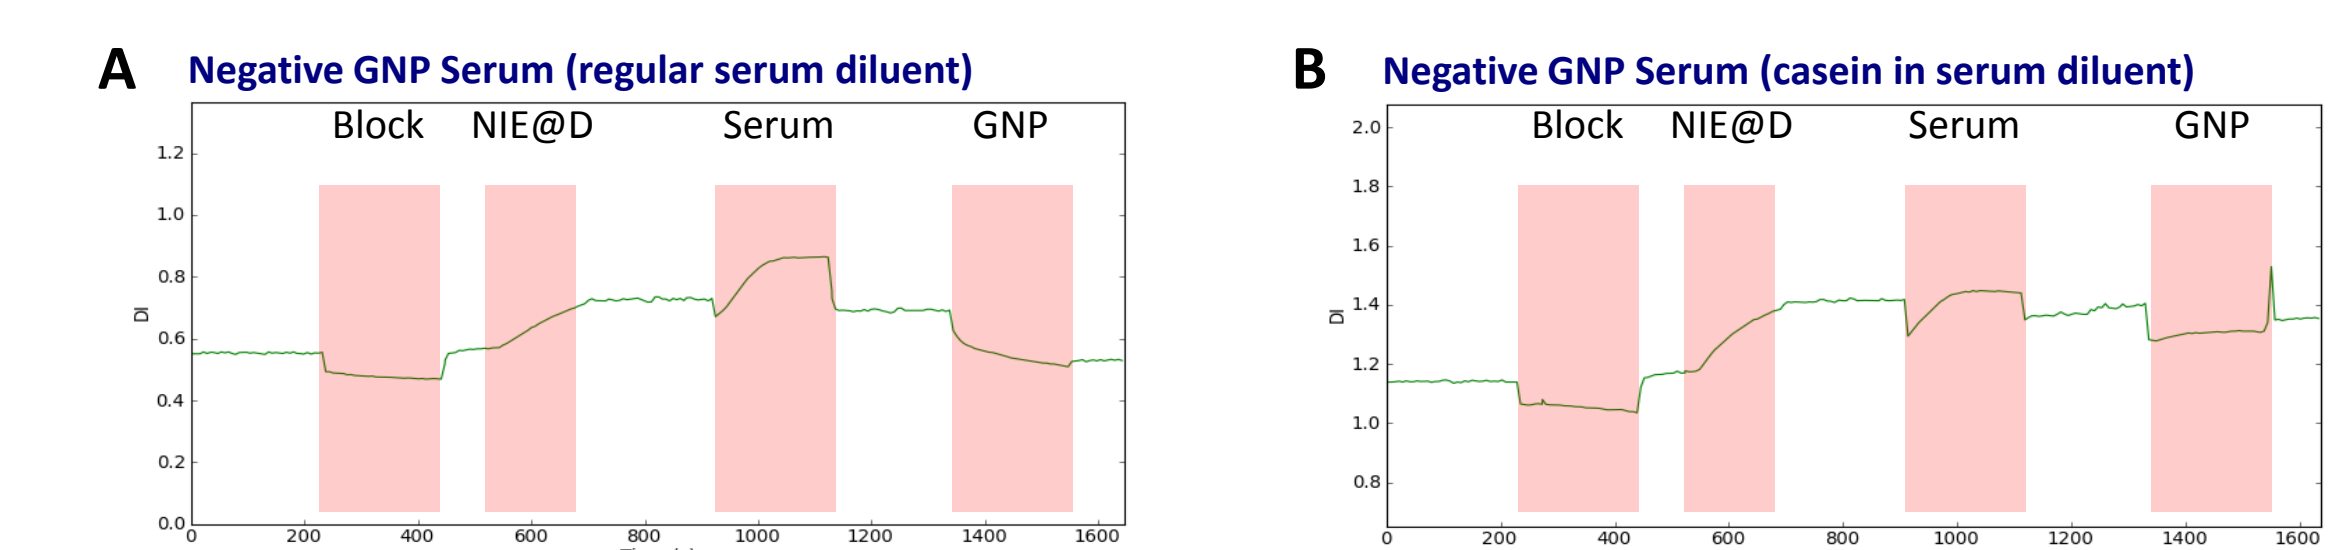 A Negative GNP Serum (regular serum diluent)
Block NIE@D Serum GNP
1.2
1.0
0.8
0.6
0.4
0.2
0.0
DI
0 200 400 600 800 1000 1200 1400 1600
B Negative GNP Serum (casein in serum diluent)
Block NIE@D Serum GNP
2.0
1.8
1.6
1.4
1.2
1.0
0.8
DI
0 200 400 600 800 1000 1200 1400 1600